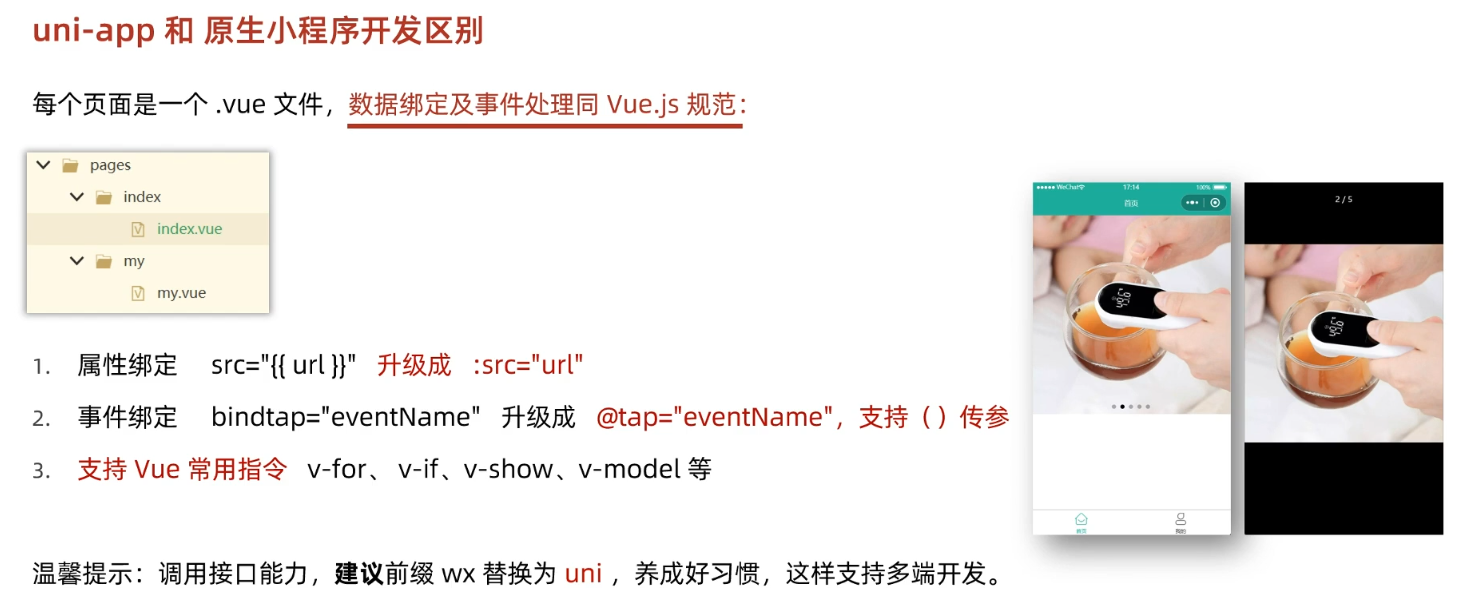 uni-app 和 原生小程序开发区别
每个页面是一个 .vue 文件，数据绑定及事件处理同 Vue.js 规范：
pages
index
index.vue
my
my.vue
1. 属性绑定 src="{{ url }}" 升级成 :src="url"
2. 事件绑定 bindtap="eventName" 升级成 @tap="eventName"，支持（ ）传参
3. 支持 Vue 常用指令 v-for、 v-if、v-show、v-model 等
温馨提示：调用接口能力，建议前缀 wx 替换为 uni ，养成好习惯，这样支持多端开发。
WeChat 17:14 100%
首页
首页 我的
2 / 5